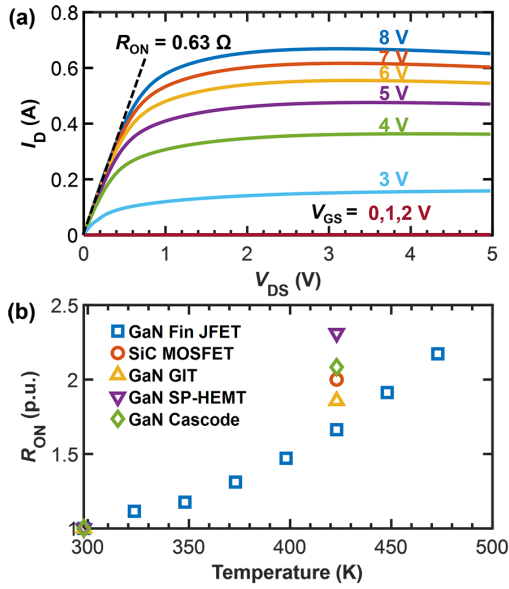 (a)
R_ON = 0.63 Ω
8 V
7 V
6 V
5 V
4 V
3 V
V_GS = 0,1,2 V
I_D (A)
0.8
0.6
0.4
0.2
0
0 1 2 3 4 5
V_DS (V)
(b)
2.5
2
1.5
1
R_ON (p.u.)
GaN Fin JFET
SiC MOSFET
GaN GIT
GaN SP-HEMT
GaN Cascode
300 350 400 450 500
Temperature (K)